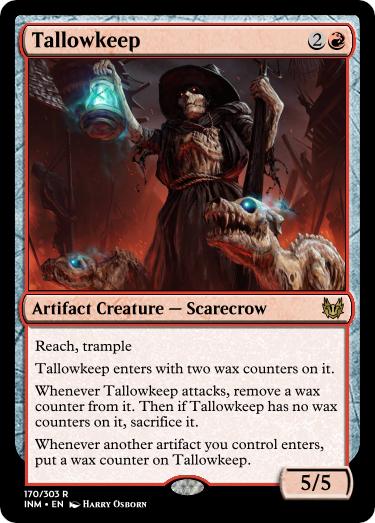 Tallowkeep 2
Artifact Creature — Scarecrow
Reach, trample
Tallowkeep enters with two wax counters on it.
Whenever Tallowkeep attacks, remove a wax
counter from it. Then if Tallowkeep has no wax
counters on it, sacrifice it.
Whenever another artifact you control enters,
put a wax counter on Tallowkeep.
5/5
170/303 R
INM • EN Harry Osborn